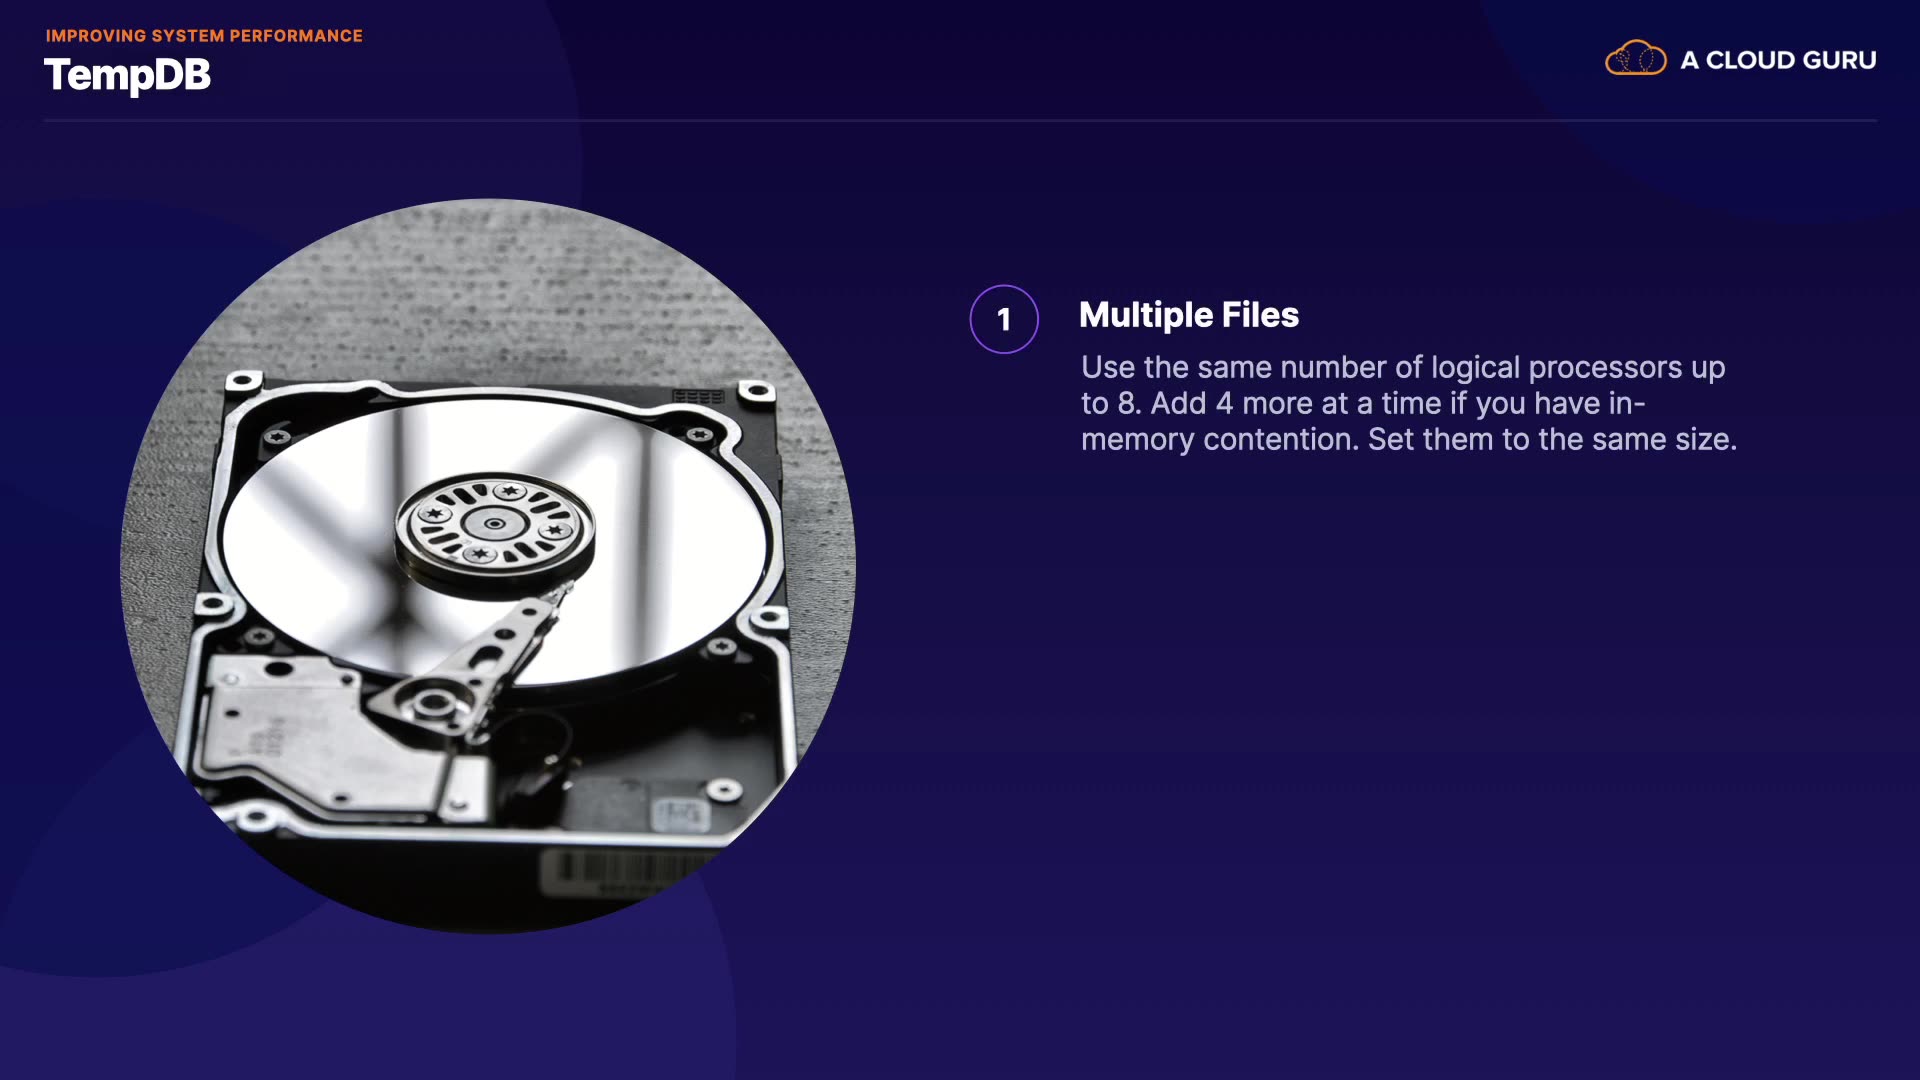 IMPROVING SYSTEM PERFORMANCE
TempDB
A CLOUD GURU
1
Multiple Files
Use the same number of logical processors up
to 8. Add 4 more at a time if you have in-
memory contention. Set them to the same size.